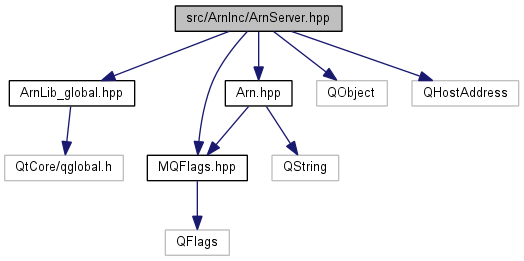 src/ArnInc/ArnServer.hpp
ArnLib_global.hpp
Arn.hpp
QObject
QHostAddress
QtCore/qglobal.h
MQFlags.hpp
QString
QFlags